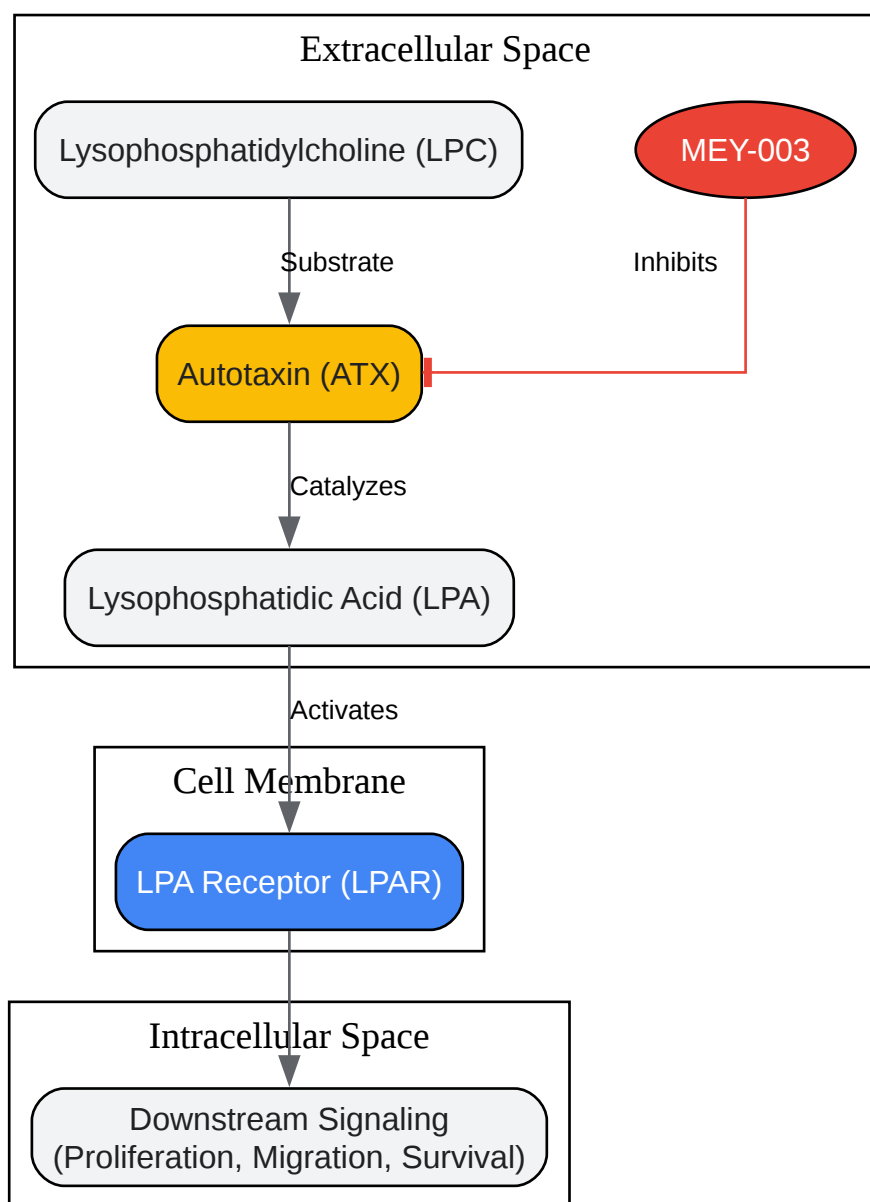 Extracellular Space
Lysophosphatidylcholine (LPC)
MEY-003
Substrate
Inhibits
Autotaxin (ATX)
Catalyzes
Lysophosphatidic Acid (LPA)
Activates
Cell Membrane
LPA Receptor (LPAR)
Intracellular Space
Downstream Signaling
(Proliferation, Migration, Survival)